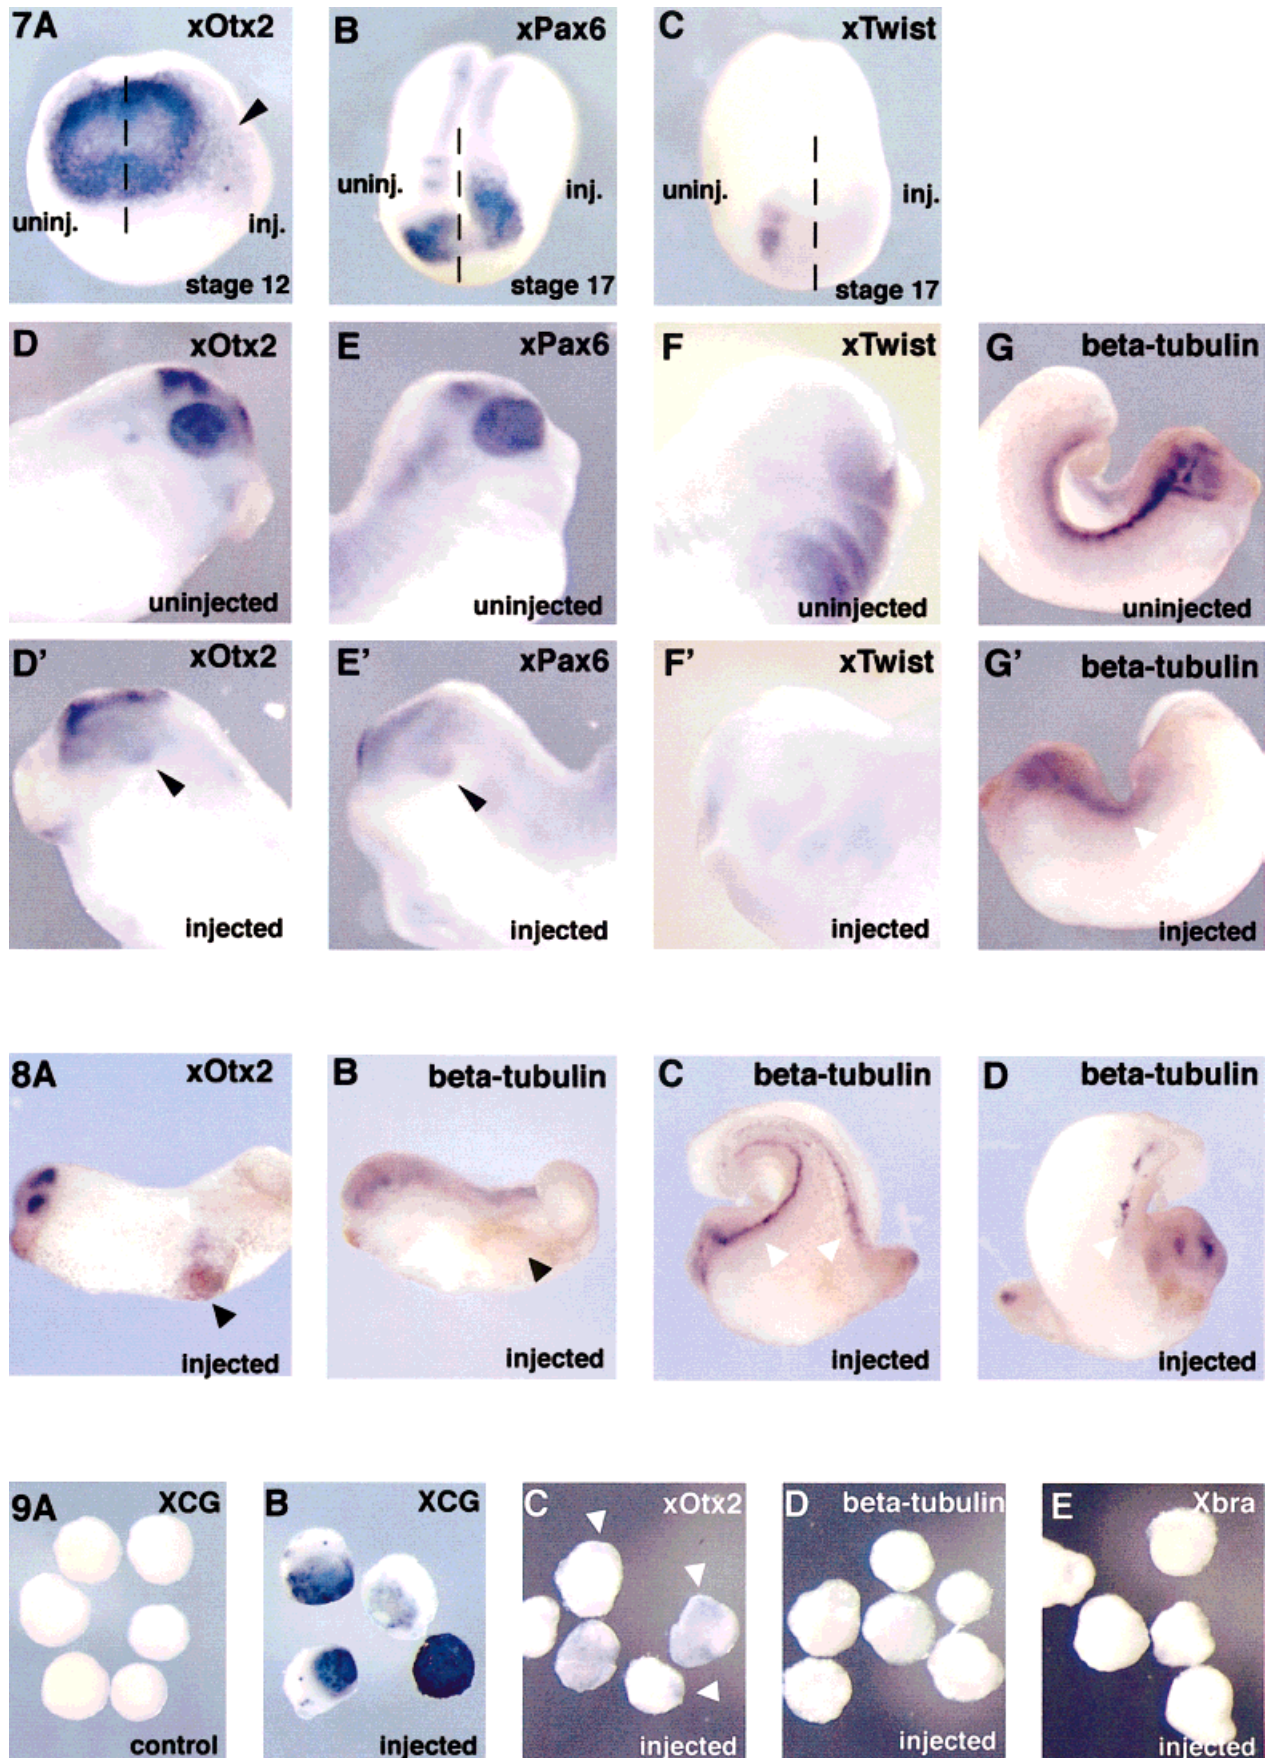 7A xOtx2
uninj.
inj.
stage 12
B xPax6
uninj.
inj.
stage 17
C xTwist
uninj.
inj.
stage 17
D xOtx2
uninjected
E xPax6
uninjected
F xTwist
uninjected
G beta-tubulin
uninjected
D' xOtx2
injected
E' xPax6
injected
F' xTwist
injected
G' beta-tubulin
injected
8A xOtx2
injected
B beta-tubulin
injected
C beta-tubulin
injected
D beta-tubulin
injected
9A XCG
control
B XCG
injected
C xOtx2
injected
D beta-tubulin
injected
E Xbra
injected